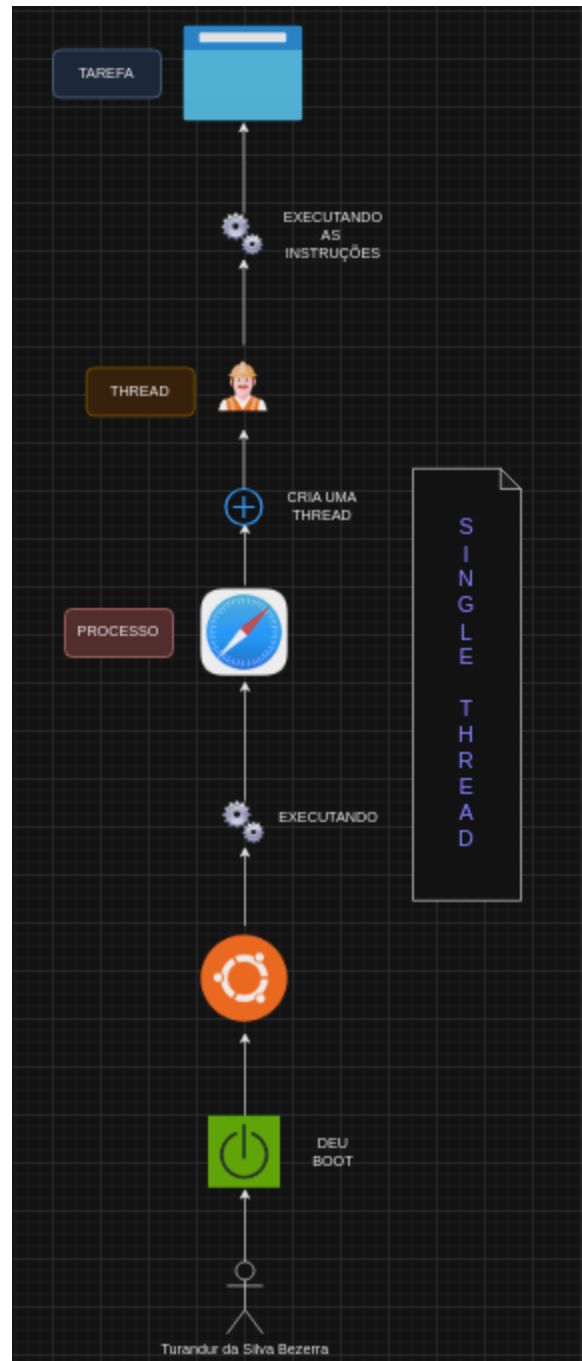 TAREFA
EXECUTANDO
AS
INSTRUÇÕES
THREAD
CRIA UMA
THREAD
S
I
N
G
L
E
T
H
R
E
A
D
PROCESSO
EXECUTANDO
DEU
BOOT
Turandur da Silva Bezerra